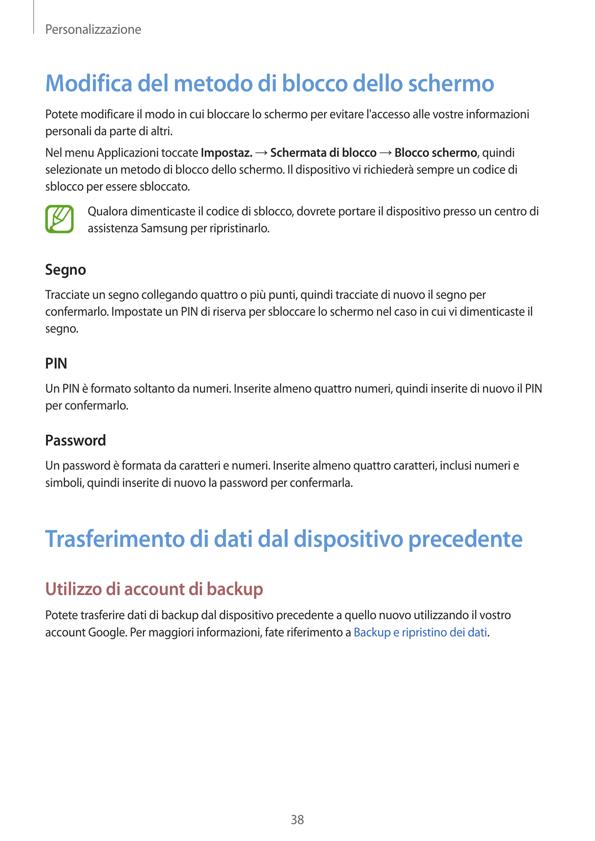 Personalizzazione
Modifica del metodo di blocco dello schermo
Potete modificare il modo in cui bloccare lo schermo per evitare l'accesso alle vostre informazioni
personali da parte di altri.
Nel menu Applicazioni toccate Impostaz. → Schermata di blocco → Blocco schermo, quindi
selezionate un metodo di blocco dello schermo. Il dispositivo vi richiederà sempre un codice di
sblocco per essere sbloccato.
Qualora dimenticaste il codice di sblocco, dovrete portare il dispositivo presso un centro di
assistenza Samsung per ripristinarlo.
Segno
Tracciate un segno collegando quattro o più punti, quindi tracciate di nuovo il segno per
confermarlo. Impostate un PIN di riserva per sbloccare lo schermo nel caso in cui vi dimenticaste il
segno.
PIN
Un PIN è formato soltanto da numeri. Inserite almeno quattro numeri, quindi inserite di nuovo il PIN
per confermarlo.
Password
Un password è formata da caratteri e numeri. Inserite almeno quattro caratteri, inclusi numeri e
simboli, quindi inserite di nuovo la password per confermarla.
Trasferimento di dati dal dispositivo precedente
Utilizzo di account di backup
Potete trasferire dati di backup dal dispositivo precedente a quello nuovo utilizzando il vostro
account Google. Per maggiori informazioni, fate riferimento a Backup e ripristino dei dati.
38